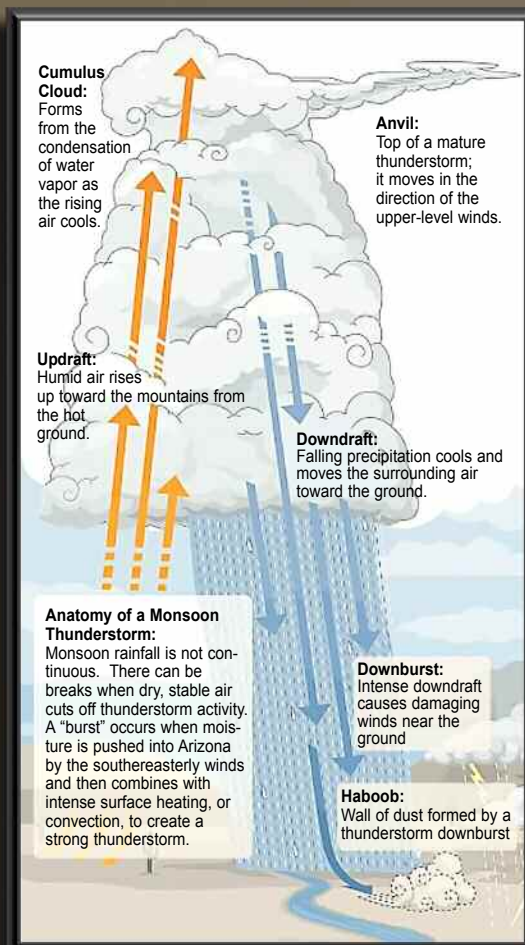 Cumulus
Cloud:
Forms
from the
condensation
of water
vapor as
the rising
air cools.
Anvil:
Top of a mature
thunderstorm;
it moves in the
direction of the
upper-level winds.
Updraft:
Humid air rises
up toward the mountains from
the hot
ground.
Downdraft:
Falling precipitation cools and
moves the surrounding air
toward the ground.
Anatomy of a Monsoon
Thunderstorm:
Monsoon rainfall is not con-
tinuous.  There can be
breaks when dry, stable air
cuts off thunderstorm activity.
A “burst” occurs when mois-
ture is pushed into Arizona
by the southereasterly winds
and then combines with
intense surface heating, or
convection, to create a
strong thunderstorm.
Downburst:
Intense downdraft
causes damaging
winds near the
ground
Haboob:
Wall of dust formed by a
thunderstorm downburst